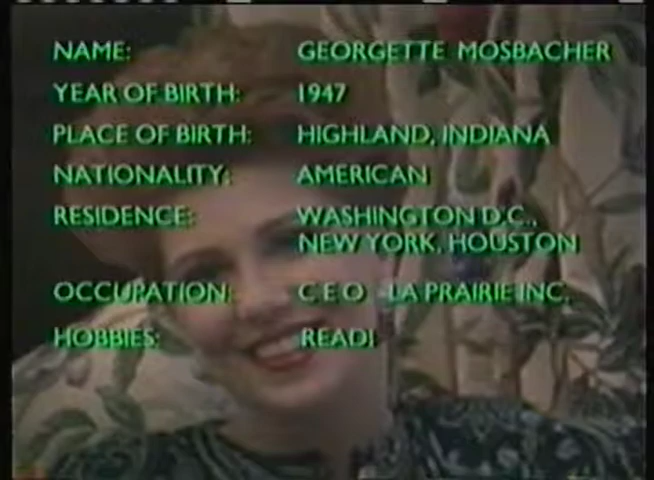 NAME: GEORGETTE MOSBACHER
YEAR OF BIRTH: 1947
PLACE OF BIRTH: HIGHLAND, INDIANA
NATIONALITY: AMERICAN
RESIDENCE: WASHINGTON D.C.,
NEW YORK, HOUSTON
OCCUPATION: C E O LA PRAIRIE INC.
HOBBIES: READI